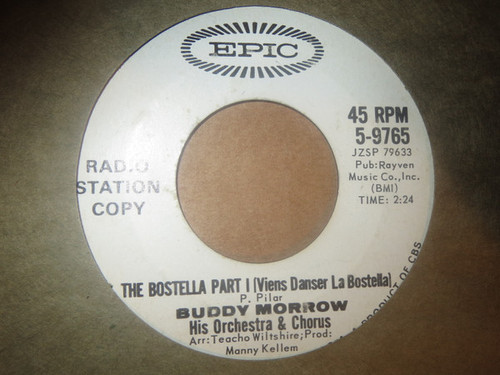 EPIC
45 RPM
5-9765
JZSP 79633
Pub:Rayven
Music Co.,Inc.
(BMI)
TIME: 2:24
RADIO
STATION
COPY
THE BOSTELLA PART I (Viens Danser La Bostella)
P. Pilar
BUDDY MORROW
His Orchestra & Chorus
Arr: Teacho Wiltshire; Prod:
Manny Kellem
PRODUCT OF CBS